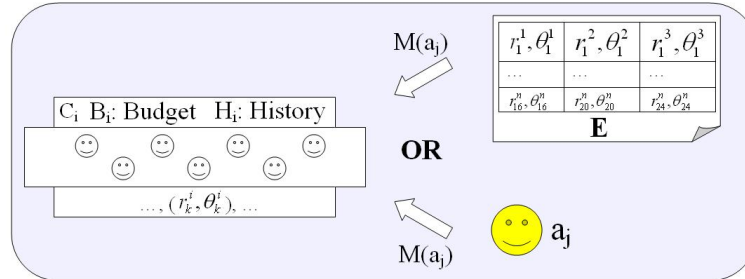 C_i B_i: Budget H_i: History
..., (r_k^i, θ_k^i), ...
M(a_j)
OR
M(a_j)
r_1^1, θ_1^1 r_1^2, θ_1^2 r_1^3, θ_1^3
... ... ...
r_16^n, θ_16^n r_20^n, θ_20^n r_24^n, θ_24^n
E
a_j